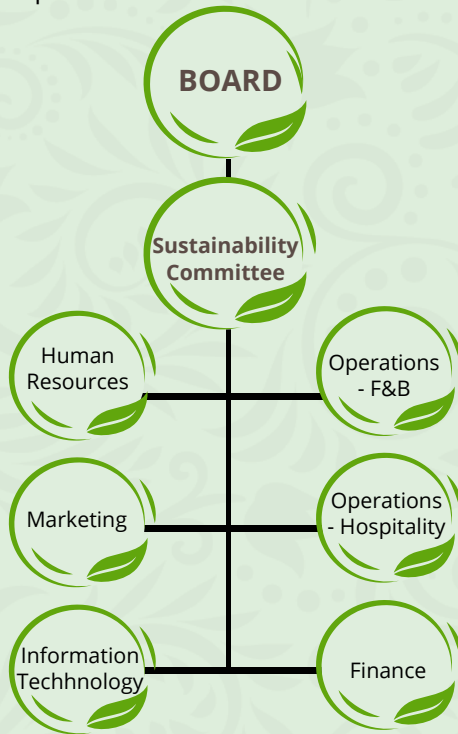 BOARD
Sustainability
Committee
Human
Resources
Operations
- F&B
Marketing
Operations
- Hospitality
Information
Techhnology
Finance